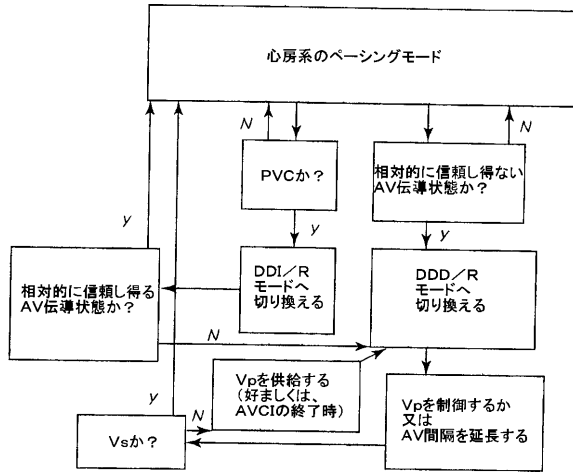 心房系のペーシングモード
N
N
PVCか？
相対的に信頼し得ない
AV伝導状態か？
y
y
y
相対的に信頼し得る
AV伝導状態か？
DDI／R
モードへ
切り換える
DDD／R
モードへ
切り換える
N
y
N
Vpを供給する
（好ましくは、
AVCIの終了時）
Vpを制御するか
又は
AV間隔を延長する
Vsか？